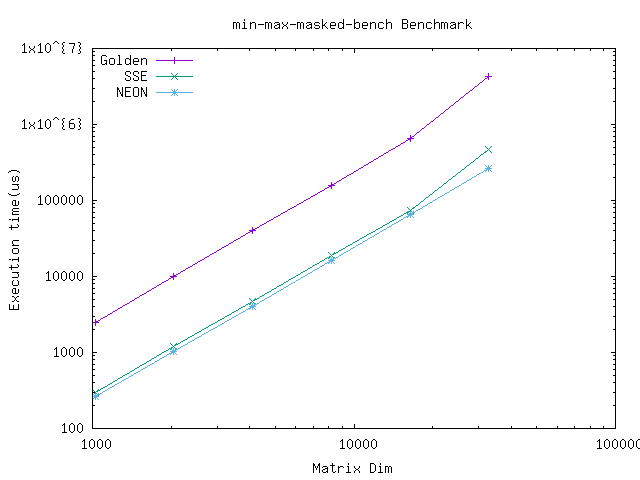 min-max-masked-bench Benchmark
1x10^{7}
1x10^{6}
100000
10000
1000
100
Execution time(us)
Golden
SSE
NEON
1000
10000
100000
Matrix Dim